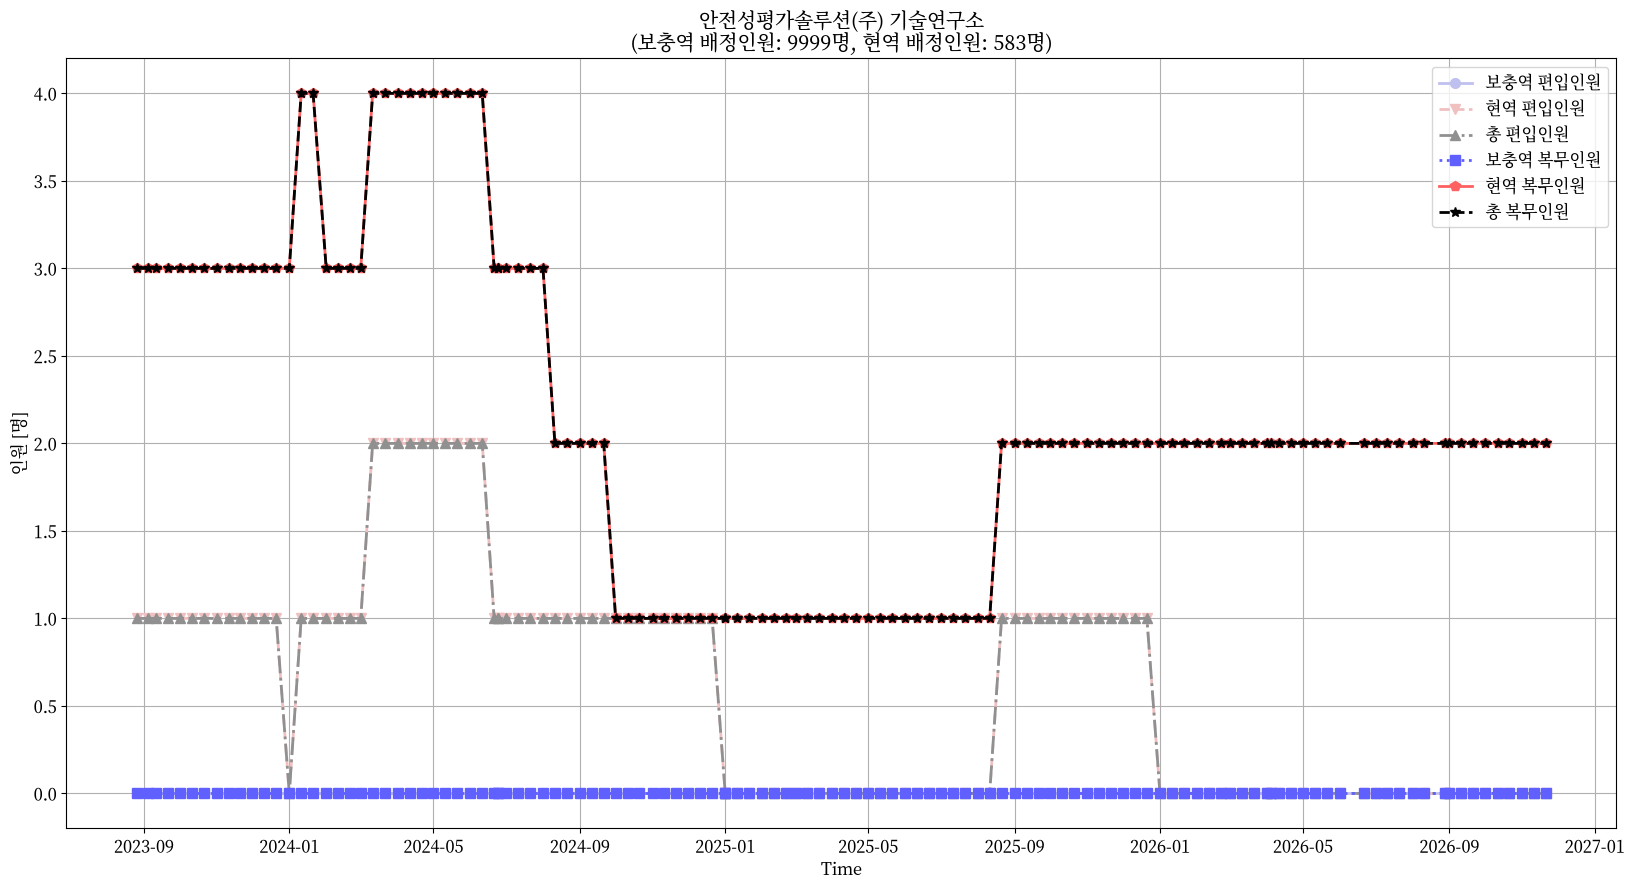 안전성평가솔루션(주) 기술연구소
(보충역 배정인원: 9999명, 현역 배정인원: 583명)
보충역 편입인원
현역 편입인원
총 편입인원
보충역 복무인원
현역 복무인원
총 복무인원
인원 [명]
4.0
3.5
3.0
2.5
2.0
1.5
1.0
0.5
0.0
2023-09 2024-01 2024-05 2024-09 2025-01 2025-05 2025-09 2026-01 2026-05 2026-09 2027-01
Time